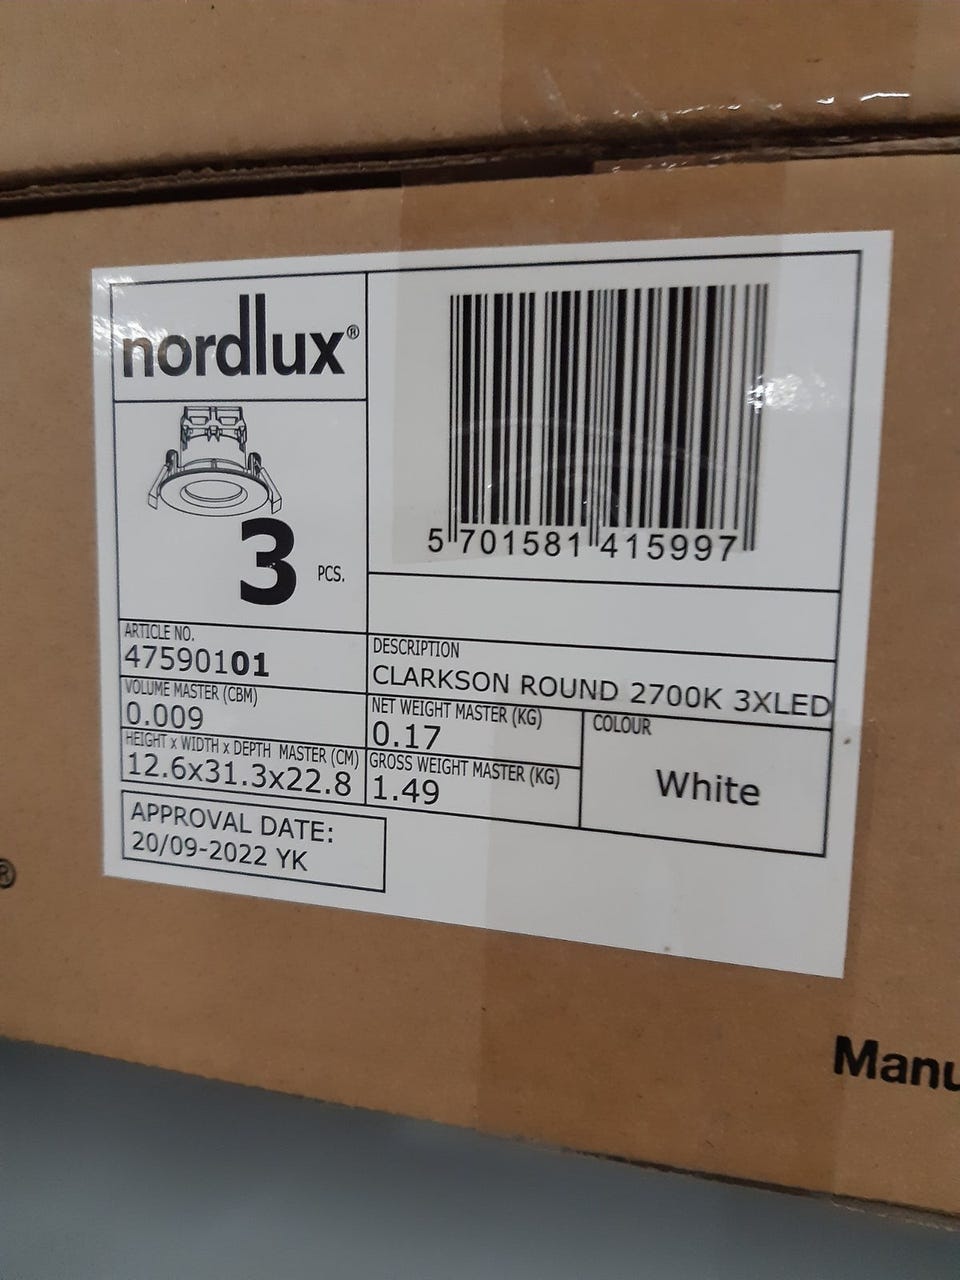 nordlux®
3 PCS.
5 701581 415997
ARTICLE NO.
47590101
DESCRIPTION
CLARKSON ROUND 2700K 3XLED
VOLUME MASTER (CBM)
0.009
NET WEIGHT MASTER (KG)
0.17
COLOUR
White
HEIGHT x WIDTH x DEPTH MASTER (CM)
12.6x31.3x22.8
GROSS WEIGHT MASTER (KG)
1.49
APPROVAL DATE:
20/09-2022 YK
®
Manu